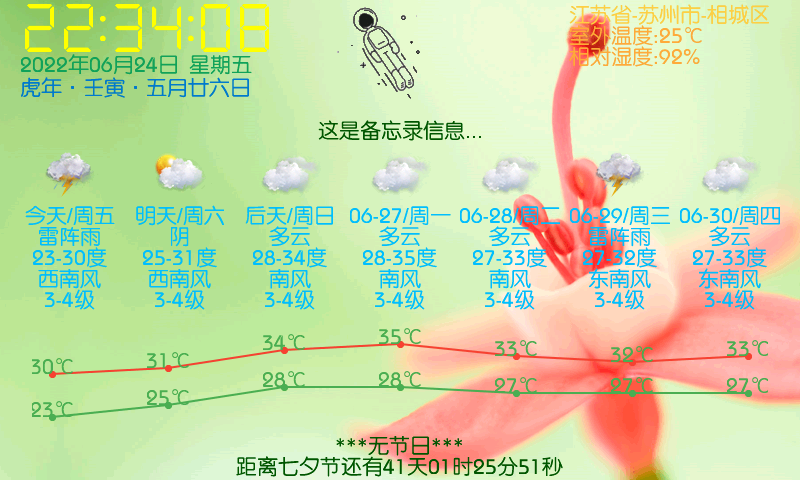 22:34:08
2022年06月24日 星期五
虎年·壬寅·五月廿六日
江苏省-苏州市-相城区
室外温度:25℃
相对湿度:92%
这是备忘录信息...
今天/周五 明天/周六 后天/周日 06-27/周一 06-28/周二 06-29/周三 06-30/周四
雷阵雨 阴 多云 多云 多云 雷阵雨 多云
23-30度 25-31度 28-34度 28-35度 27-33度 27-32度 27-33度
西南风 西南风 南风 南风 南风 东南风 东南风
3-4级 3-4级 3-4级 3-4级 3-4级 3-4级 3-4级
30℃ 31℃ 34℃ 35℃ 33℃ 32℃ 33℃
23℃ 25℃ 28℃ 28℃ 27℃ 27℃ 27℃
***无节日***
距离七夕节还有41天01时25分51秒